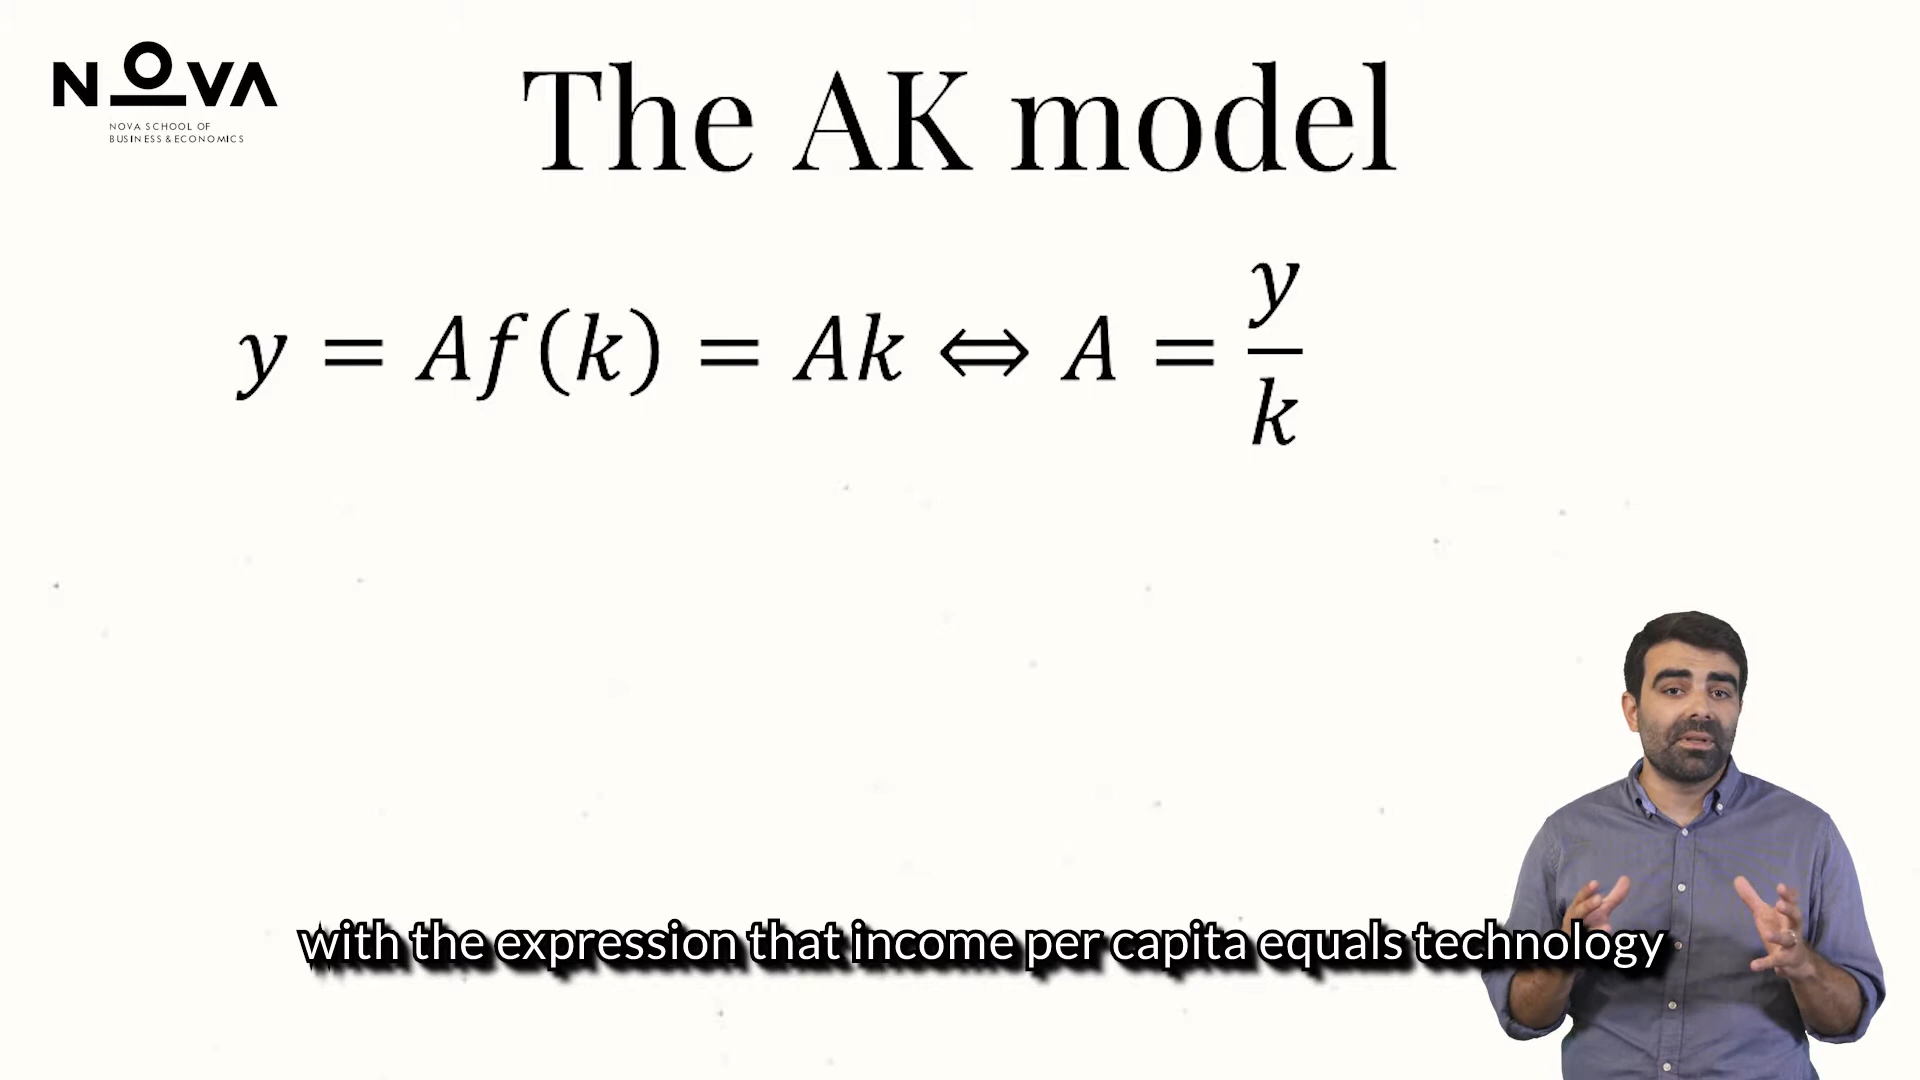 NOVA
NOVA SCHOOL OF
BUSINESS & ECONOMICS
The AK model
y = Af(k) = Ak ⇔ A = y/k
with the expression that income per capita equals technology